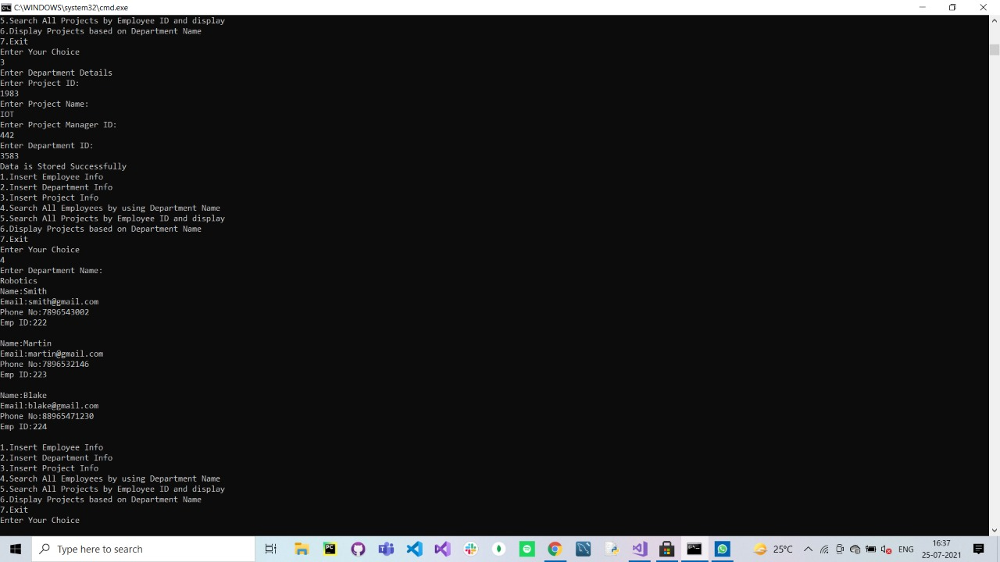 C:\WINDOWS\system32\cmd.exe
5.Search All Projects by Employee ID and display
6.Display Projects based on Department Name
7.Exit
Enter Your Choice
3
Enter Department Details
Enter Project ID:
1983
Enter Project Name:
IOT
Enter Project Manager ID:
442
Enter Department ID:
3583
Data is Stored Successfully
1.Insert Employee Info
2.Insert Department Info
3.Insert Project Info
4.Search All Employees by using Department Name
5.Search All Projects by Employee ID and display
6.Display Projects based on Department Name
7.Exit
Enter Your Choice
4
Enter Department Name:
Robotics
Name:Smith
Email:smith@gmail.com
Phone No:7896543002
Emp ID:222
Name:Martin
Email:martin@gmail.com
Phone No:7896532146
Emp ID:223
Name:Blake
Email:blake@gmail.com
Phone No:88965471230
Emp ID:224
1.Insert Employee Info
2.Insert Department Info
3.Insert Project Info
4.Search All Employees by using Department Name
5.Search All Projects by Employee ID and display
6.Display Projects based on Department Name
7.Exit
Enter Your Choice
Type here to search
PC
25°C
ENG
16:37
25-07-2021